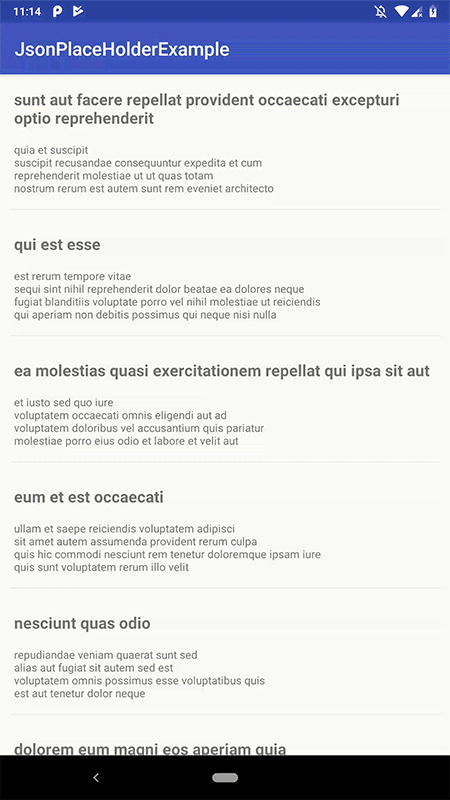 11:14
JsonPlaceHolderExample
sunt aut facere repellat provident occaecati excepturi
optio reprehenderit
quia et suscipit
suscipit recusandae consequuntur expedita et cum
reprehenderit molestiae ut ut quas totam
nostrum rerum est autem sunt rem eveniet architecto
qui est esse
est rerum tempore vitae
sequi sint nihil reprehenderit dolor beatae ea dolores neque
fugiat blanditiis voluptate porro vel nihil molestiae ut reiciendis
qui aperiam non debitis possimus qui neque nisi nulla
ea molestias quasi exercitationem repellat qui ipsa sit aut
et iusto sed quo iure
voluptatem occaecati omnis eligendi aut ad
voluptatem doloribus vel accusantium quis pariatur
molestiae porro eius odio et labore et velit aut
eum et est occaecati
ullam et saepe reiciendis voluptatem adipisci
sit amet autem assumenda provident rerum culpa
quis hic commodi nesciunt rem tenetur doloremque ipsam iure
quis sunt voluptatem rerum illo velit
nesciunt quas odio
repudiandae veniam quaerat sunt sed
alias aut fugiat sit autem sed est
voluptatem omnis possimus esse voluptatibus quis
est aut tenetur dolor neque
dolorem eum magni eos aperiam quia